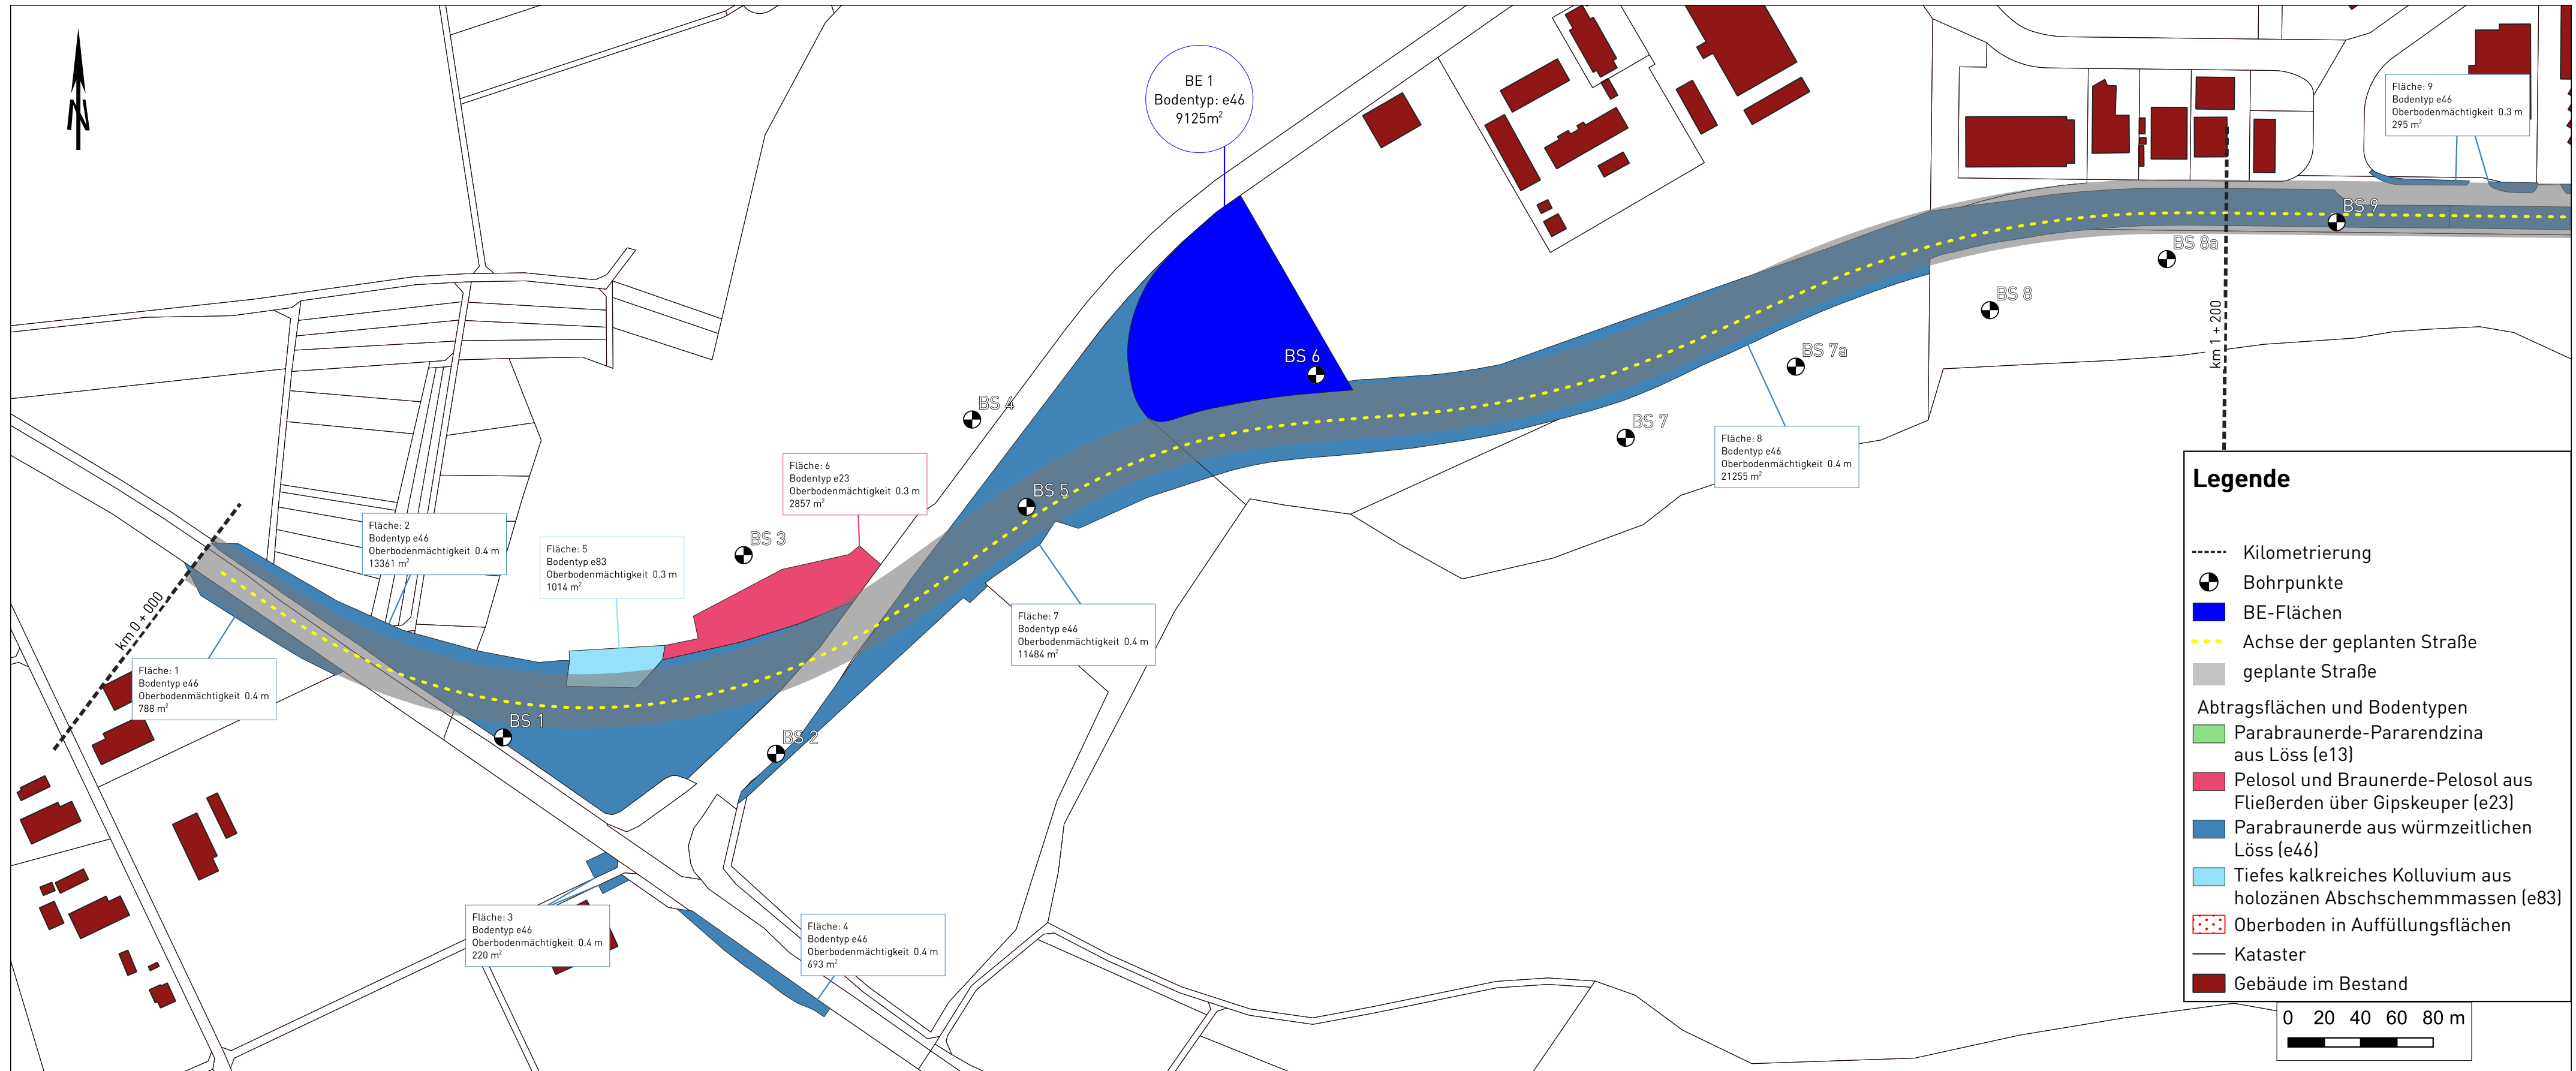 N
BE 1
Bodentyp: e46
9125m²
Fläche: 9
Bodentyp e46
Oberbodenmächtigkeit 0.3 m
295 m²
BS 9
BS 8a
BS 8
km 1 + 200
BS 7a
BS 6
BS 7
BS 4
Fläche: 8
Bodentyp e46
Oberbodenmächtigkeit 0.4 m
21255 m²
Fläche: 6
Bodentyp e23
Oberbodenmächtigkeit 0.3 m
2857 m²
BS 5
BS 3
Fläche: 2
Bodentyp e46
Oberbodenmächtigkeit 0.4 m
13361 m²
Fläche: 5
Bodentyp e83
Oberbodenmächtigkeit 0.3 m
1014 m²
km 0 + 000
Fläche: 7
Bodentyp e46
Oberbodenmächtigkeit 0.4 m
11484 m²
Fläche: 1
Bodentyp e46
Oberbodenmächtigkeit 0.4 m
788 m²
BS 1
BS 2
Fläche: 3
Bodentyp e46
Oberbodenmächtigkeit 0.4 m
220 m²
Fläche: 4
Bodentyp e46
Oberbodenmächtigkeit 0.4 m
693 m²
Legende
Kilometrierung
Bohrpunkte
BE-Flächen
Achse der geplanten Straße
geplante Straße
Abtragsflächen und Bodentypen
Parabraunerde-Pararendzina
aus Löss (e13)
Pelosol und Braunerde-Pelosol aus
Fließerden über Gipskeuper (e23)
Parabraunerde aus würmzeitlichen
Löss (e46)
Tiefes kalkreiches Kolluvium aus
holozänen Abschschemmmassen (e83)
Oberboden in Auffüllungsflächen
Kataster
Gebäude im Bestand
0 20 40 60 80 m